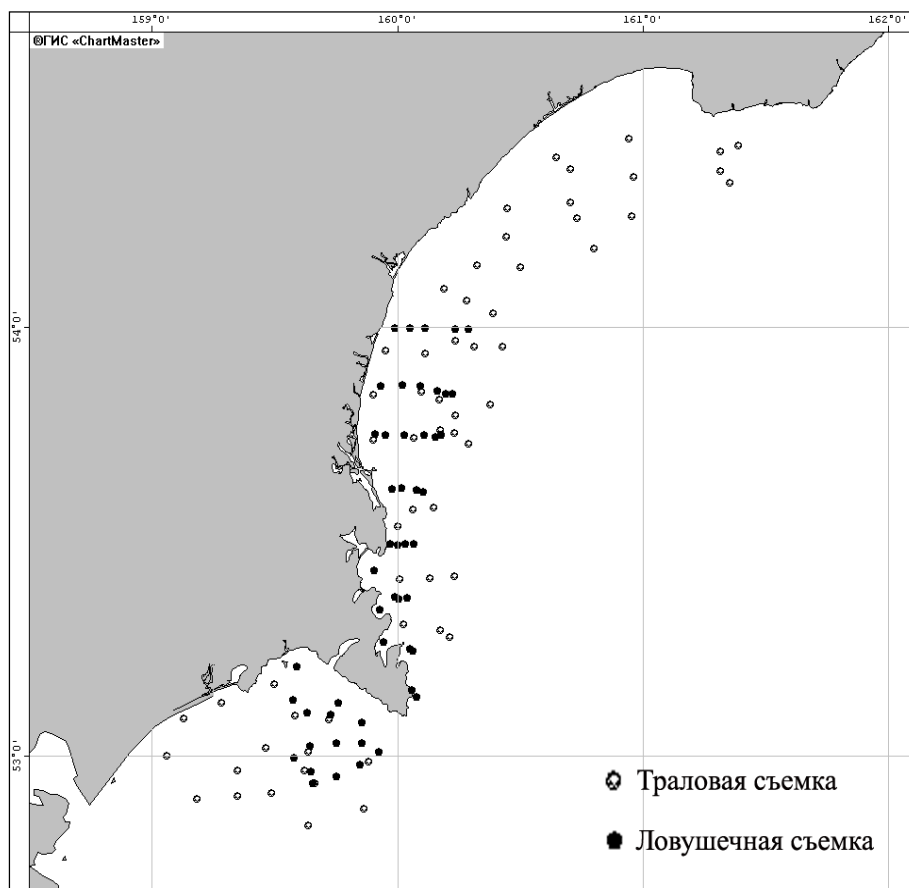 159°0' 160°0' 161°0' 162°0'
©ГИС «ChartMaster»
54°0'
53°0'
Траловая съемка
Ловушечная съемка